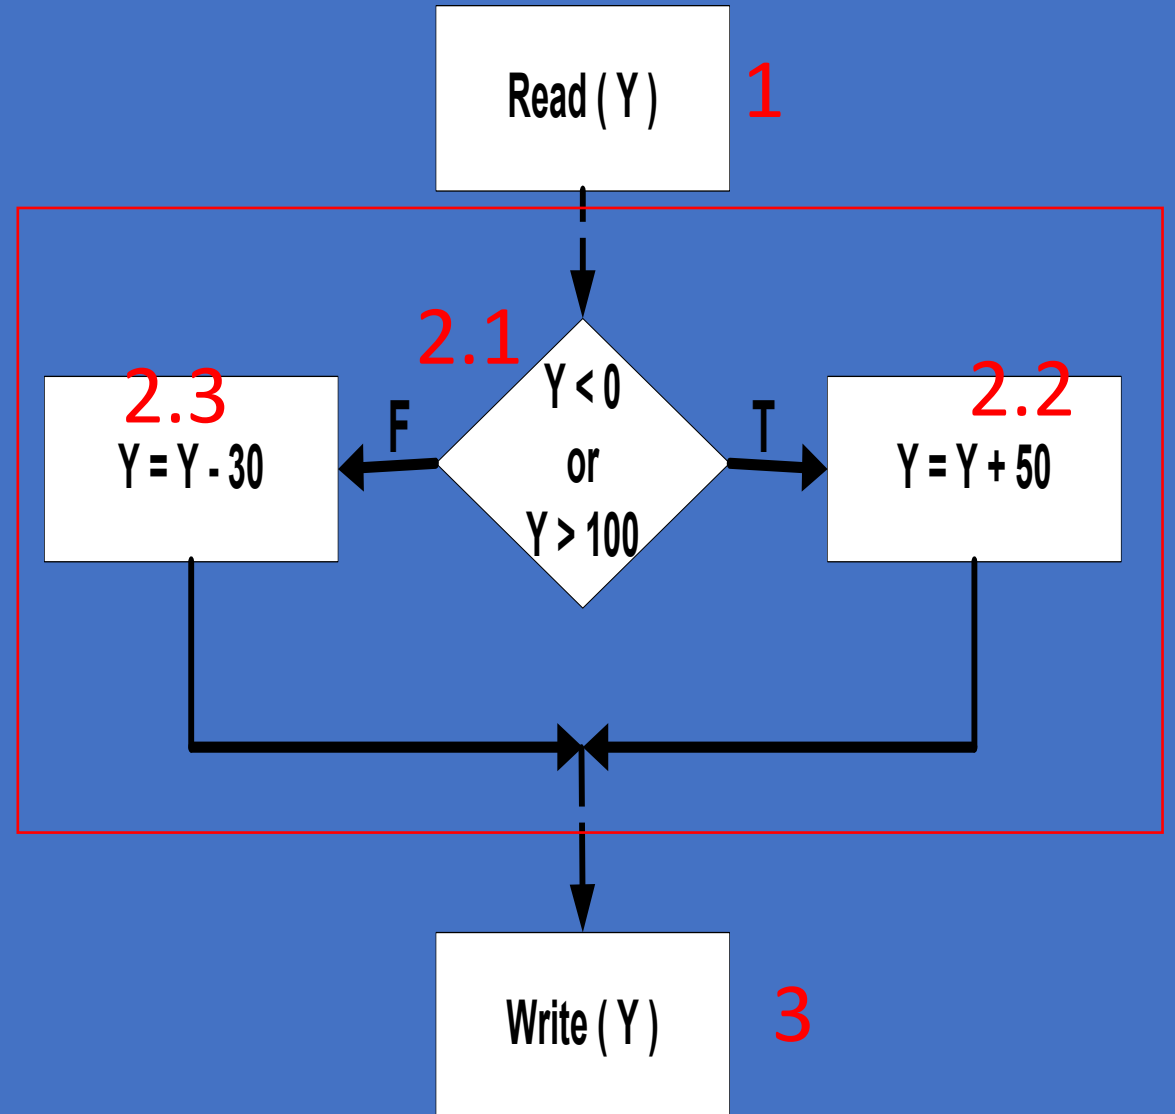 Read ( Y )
1
2.1
Y < 0
or
Y > 100
F
T
2.3
Y = Y - 30
2.2
Y = Y + 50
Write ( Y )
3